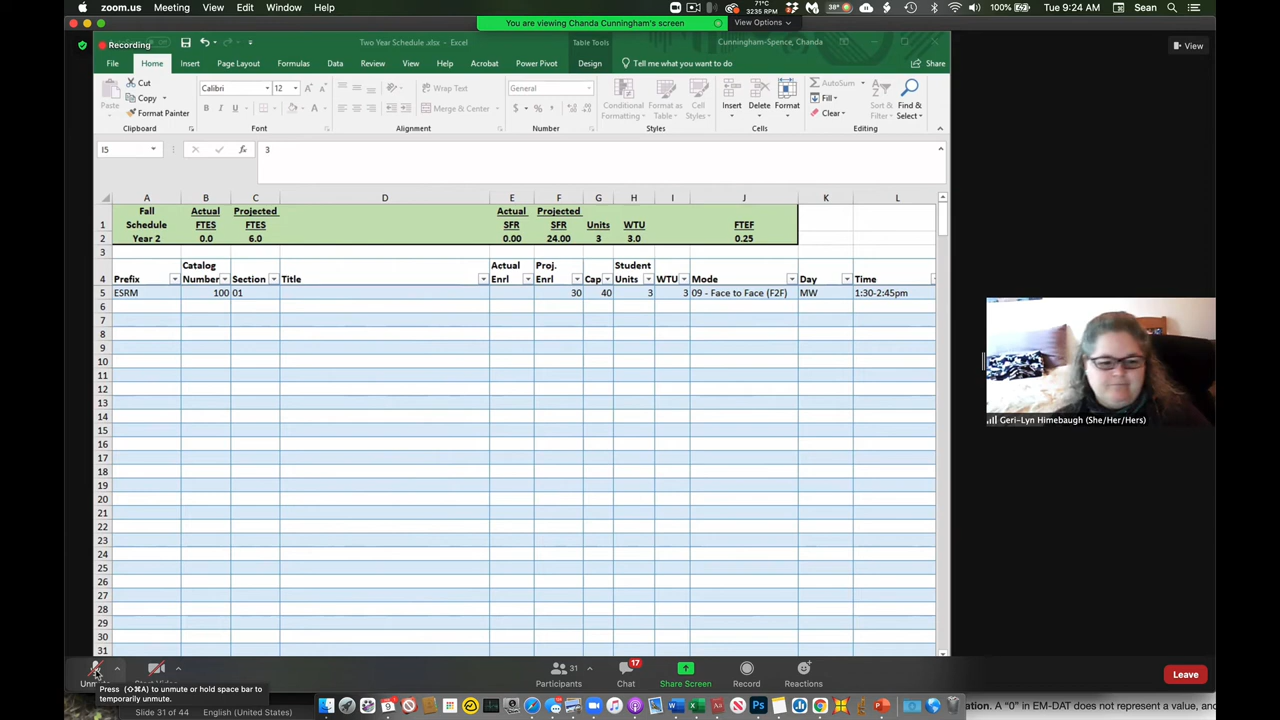 zoom.us Meeting View Edit Window Help
71°C
3235 RPM
38°
100%
Tue 9:24 AM
Sean
You are viewing Chanda Cunningham's screen
View Options
Recording
Two Year Schedule .xlsx - Excel
Table Tools
Cunningham-Spence, Chanda
View
File Home Insert Page Layout Formulas Data Review View Help Acrobat Power Pivot Design Tell me what you want to do Share
Paste
Cut
Copy
Format Painter
Calibri 12
B I U
Wrap Text
Merge & Center
General
$ % ,
Conditional Formatting
Format as Table
Cell Styles
Insert Delete Format
AutoSum
Fill
Clear
Sort & Filter
Find & Select
Clipboard Font Alignment Number Styles Cells Editing
I5 fx 3
A B C D E F G H I J K L
Fall Actual Projected Actual Projected
1 Schedule FTES FTES SFR SFR Units WTU FTEF
2 Year 2 0.0 6.0 0.00 24.00 3 3.0 0.25
3
Catalog Actual Proj. Student
4 Prefix Number Section Title Enrl Enrl Cap Units WTU Mode Day Time
5 ESRM 100 01 30 40 3 3 09 - Face to Face (F2F) MW 1:30-2:45pm
6
7
8
9
10
11
12
13
14
15
16
17
18
19
20
21
22
23
24
25
26
27
28
29
30
31
Geri-Lyn Himebaugh (She/Her/Hers)
31
17
Participants Chat Share Screen Record Reactions Leave
Press (⇧⌘A) to unmute or hold space bar to
temporarily unmute.
Slide 31 of 44 English (United States)
ation. A "0" in EM-DAT does not represent a value, and